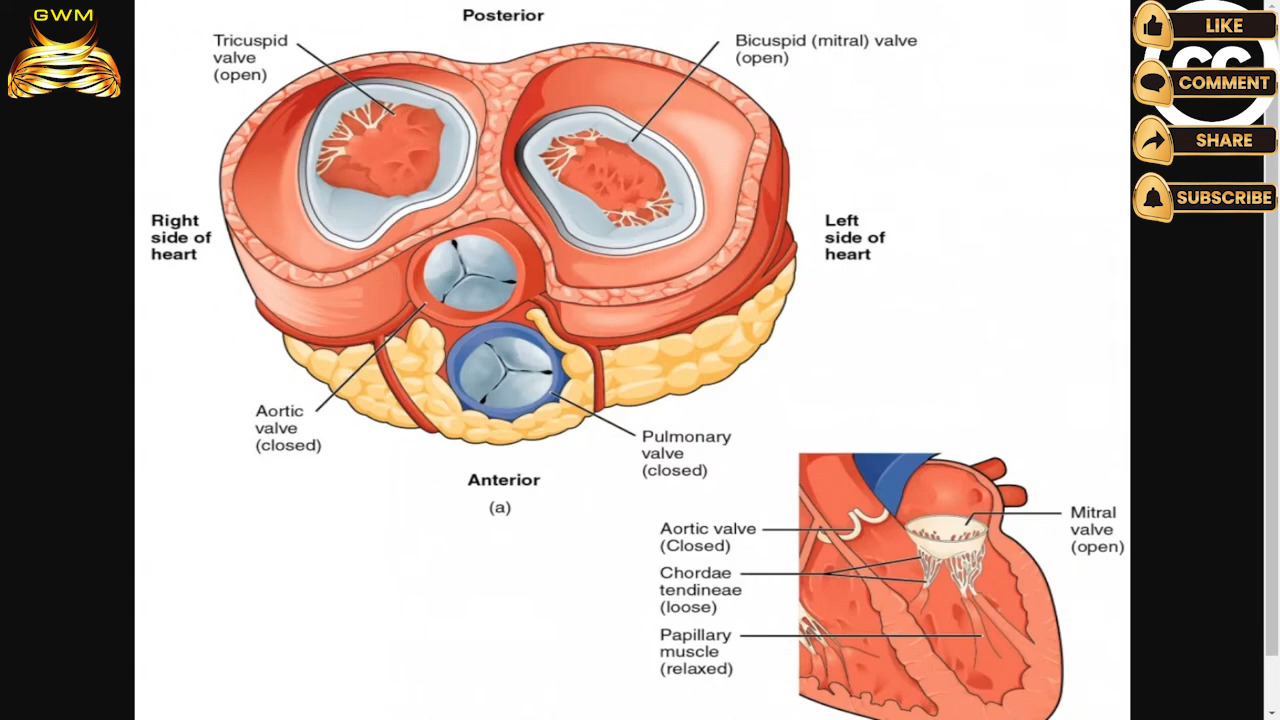 GWM
Posterior
Tricuspid
valve
(open)
Bicuspid (mitral) valve
(open)
Right
side of
heart
Left
side of
heart
Aortic
valve
(closed)
Pulmonary
valve
(closed)
Anterior
(a)
Aortic valve
(Closed)
Chordae
tendineae
(loose)
Papillary
muscle
(relaxed)
Mitral
valve
(open)
LIKE
CC
COMMENT
SHARE
SUBSCRIBE